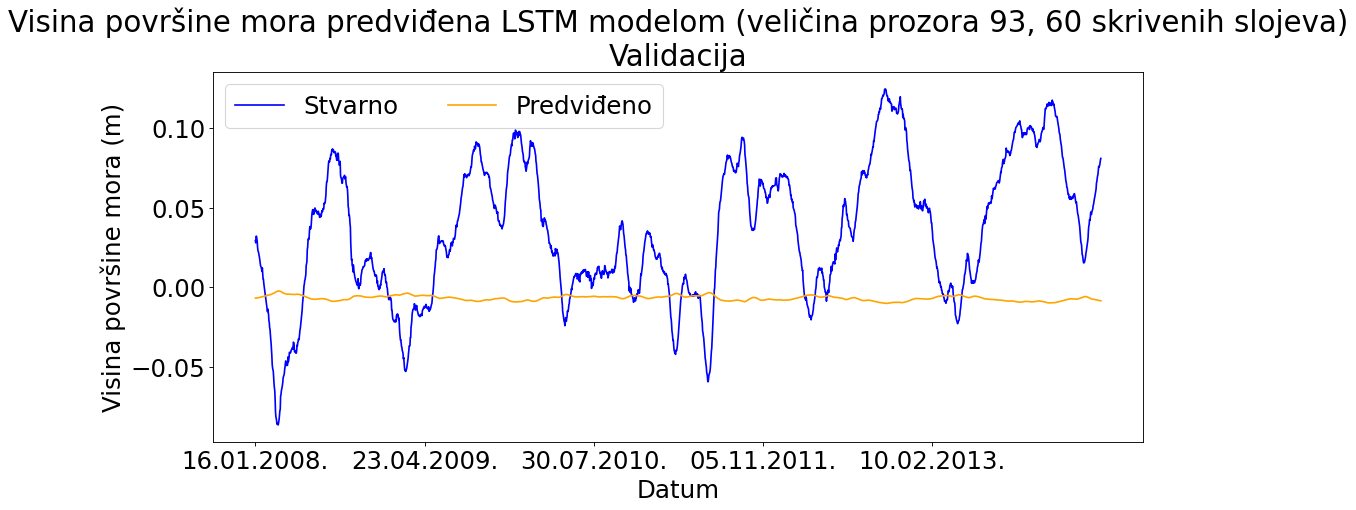 Visina površine mora predviđena LSTM modelom (veličina prozora 93, 60 skrivenih slojeva)
Validacija
Stvarno Predviđeno
Visina površine mora (m)
0.10
0.05
0.00
−0.05
16.01.2008. 23.04.2009. 30.07.2010. 05.11.2011. 10.02.2013.
Datum